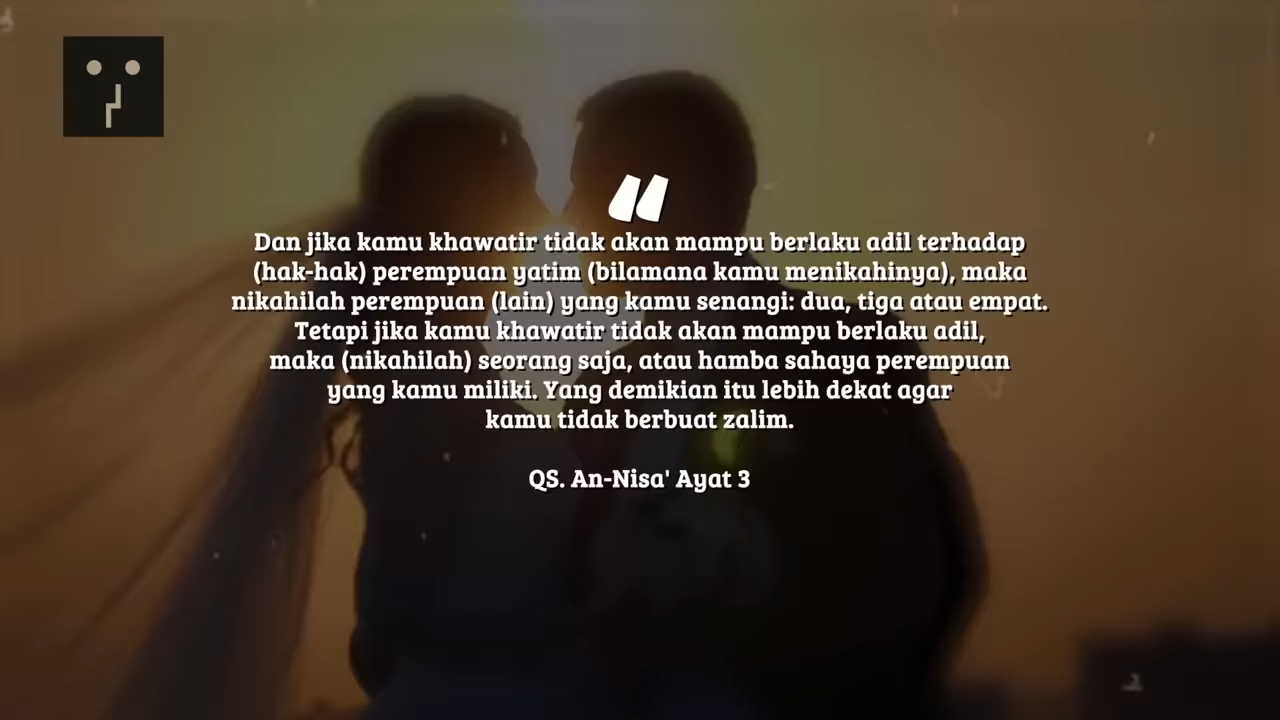 Dan jika kamu khawatir tidak akan mampu berlaku adil terhadap
(hak-hak) perempuan yatim (bilamana kamu menikahinya), maka
nikahilah perempuan (lain) yang kamu senangi: dua, tiga atau empat.
Tetapi jika kamu khawatir tidak akan mampu berlaku adil,
maka (nikahilah) seorang saja, atau hamba sahaya perempuan
yang kamu miliki. Yang demikian itu lebih dekat agar
kamu tidak berbuat zalim.
QS. An-Nisa' Ayat 3